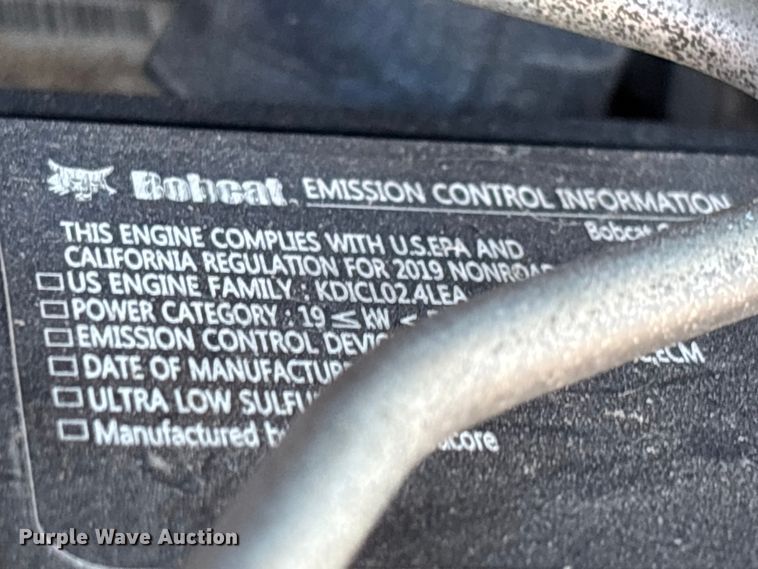 Bobcat. EMISSION CONTROL INFORMATION
Bobcat
THIS ENGINE COMPLIES WITH U.S.EPA AND
CALIFORNIA REGULATION FOR 2019 NONROAD
US ENGINE FAMILY : KDICL02.4LEA
POWER CATEGORY : 19 ≤ kW <
EMISSION CONTROL DEVIC
DATE OF MANUFACTUR ECM
ULTRA LOW SULFU
Manufactured b core
Purple Wave Auction